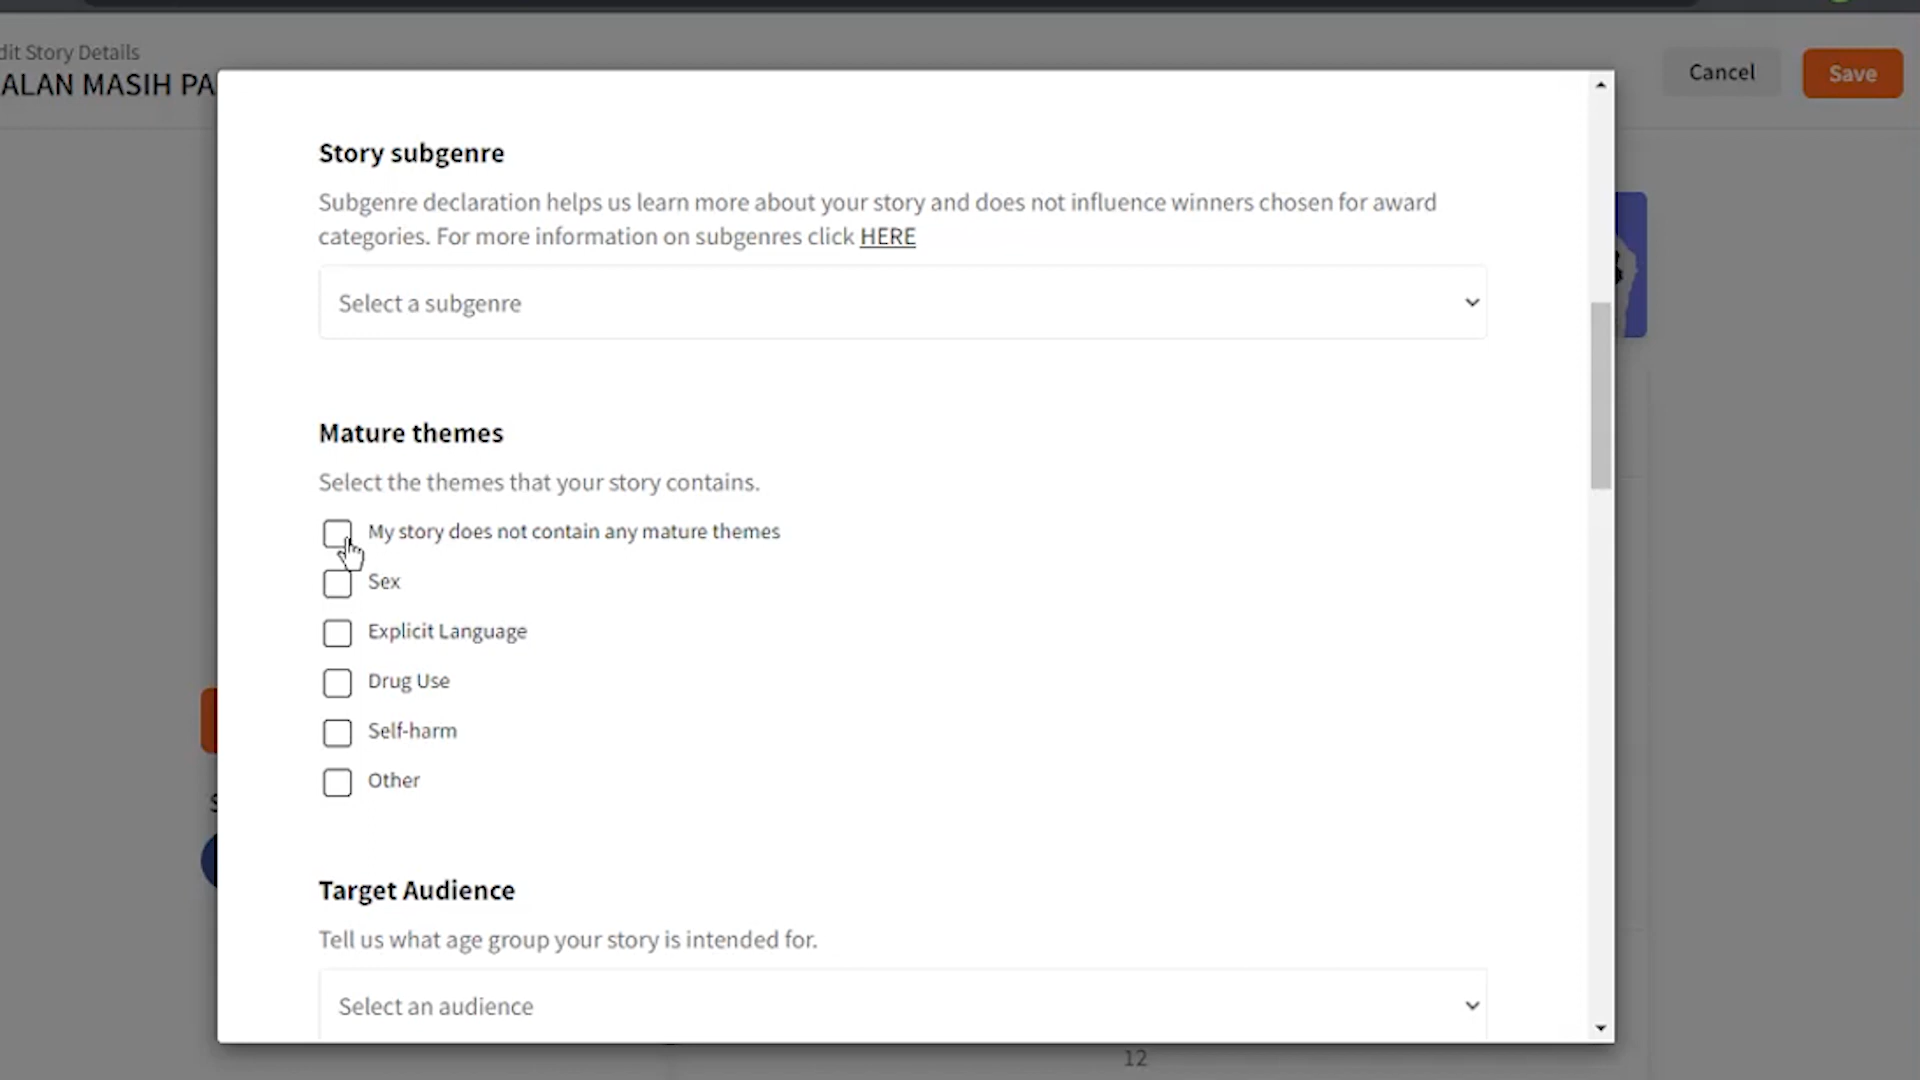 dit Story Details
ALAN MASIH PA
Cancel
Save
Story subgenre
Subgenre declaration helps us learn more about your story and does not influence winners chosen for award
categories. For more information on subgenres click HERE
Select a subgenre
Mature themes
Select the themes that your story contains.
My story does not contain any mature themes
Sex
Explicit Language
Drug Use
Self-harm
Other
Target Audience
Tell us what age group your story is intended for.
Select an audience
12